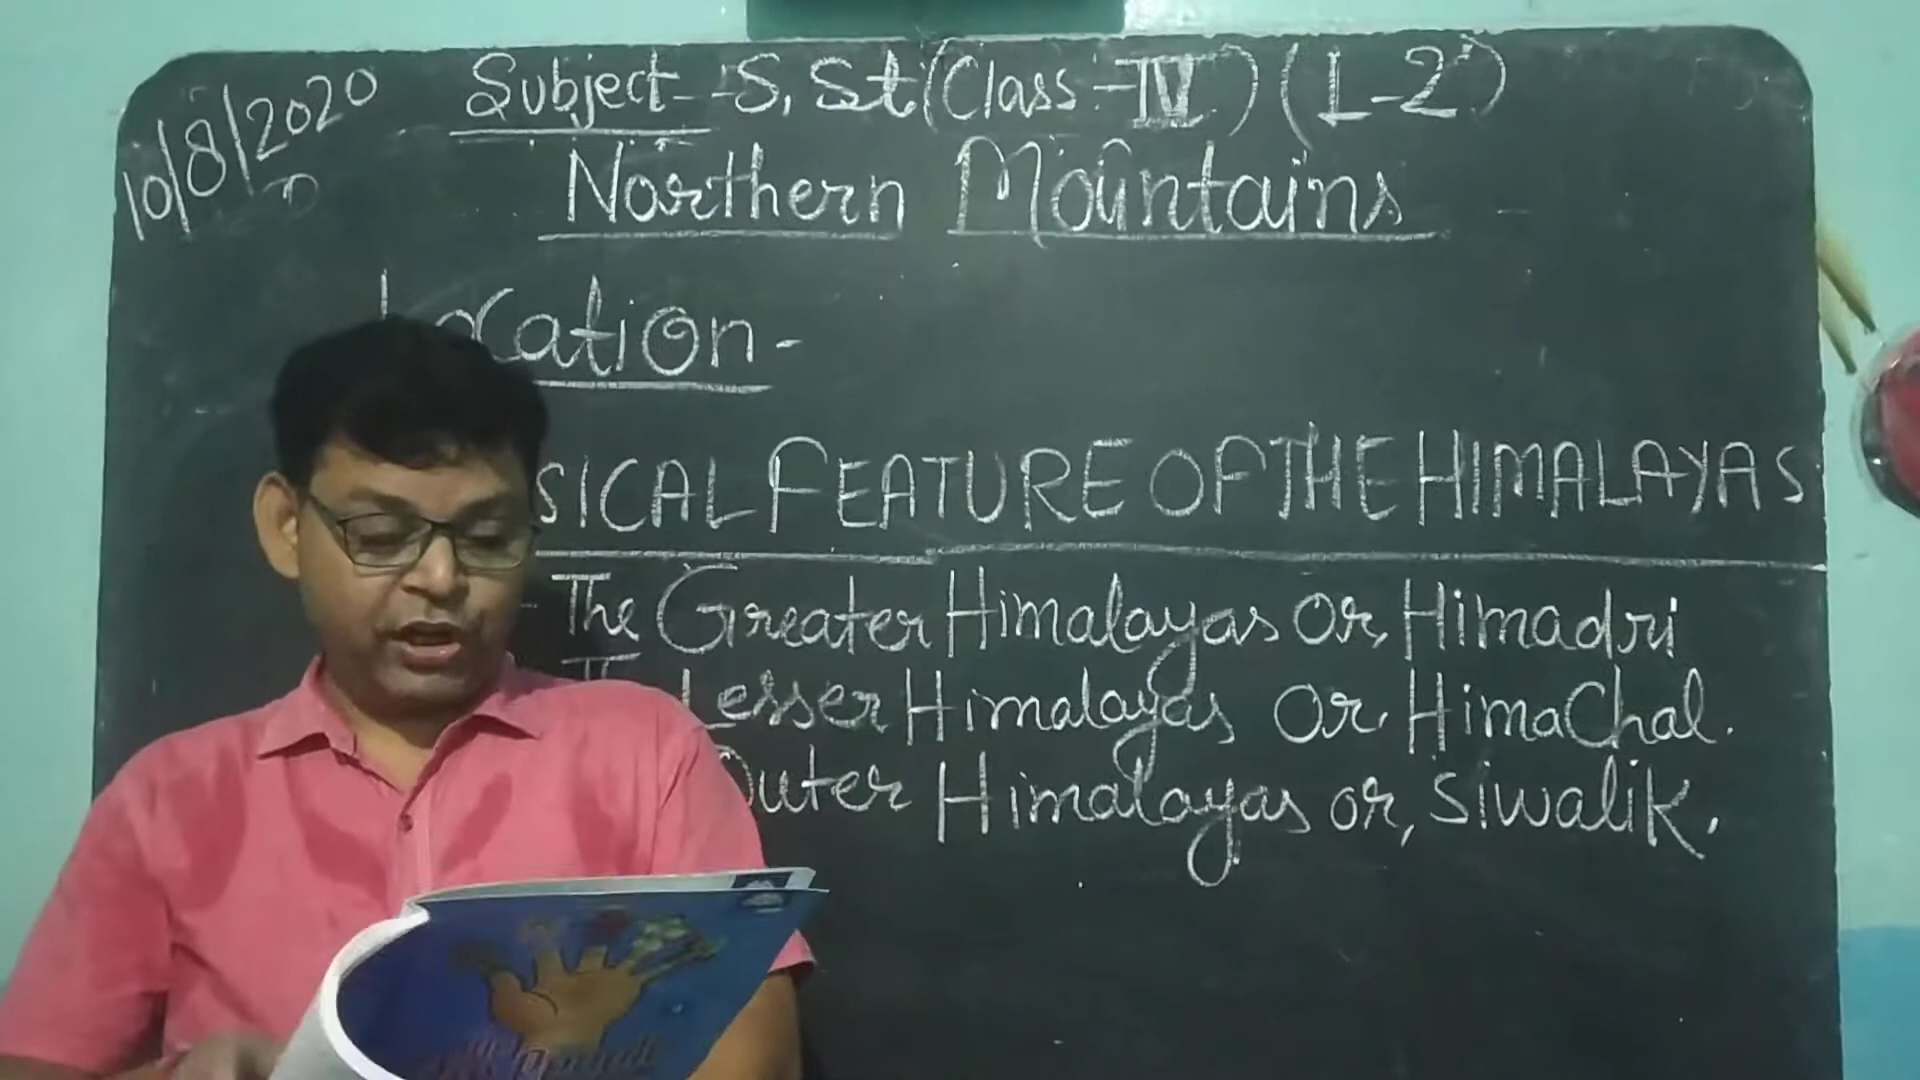 10/8/2020
Subject - S. St (Class - IV) (L-2)
Northern Mountains
Location -
SICAL FEATURE OF THE HIMALAYAS
- The Greater Himalayas or, Himadri
Lesser Himalayas or, HimaChal.
Outer Himalayas or, Siwalik.